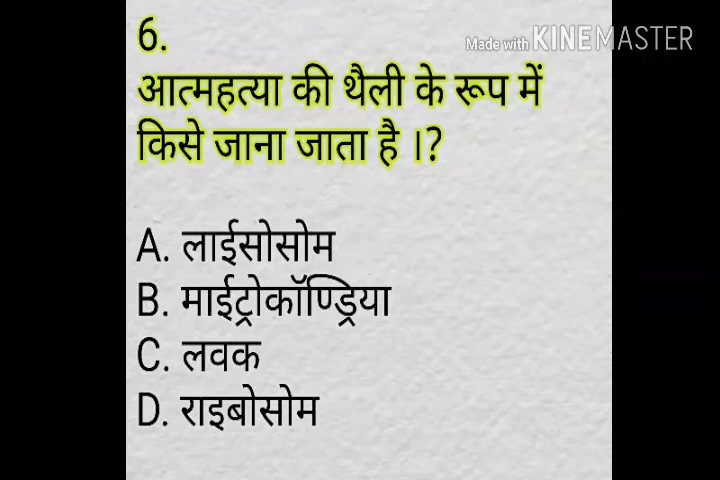 6.
Made with KINEMASTER
आत्महत्या की थैली के रूप में
किसे जाना जाता है ।?
A. लाईसोसोम
B. माईट्रोकॉण्ड्रिया
C. लवक
D. राइबोसोम